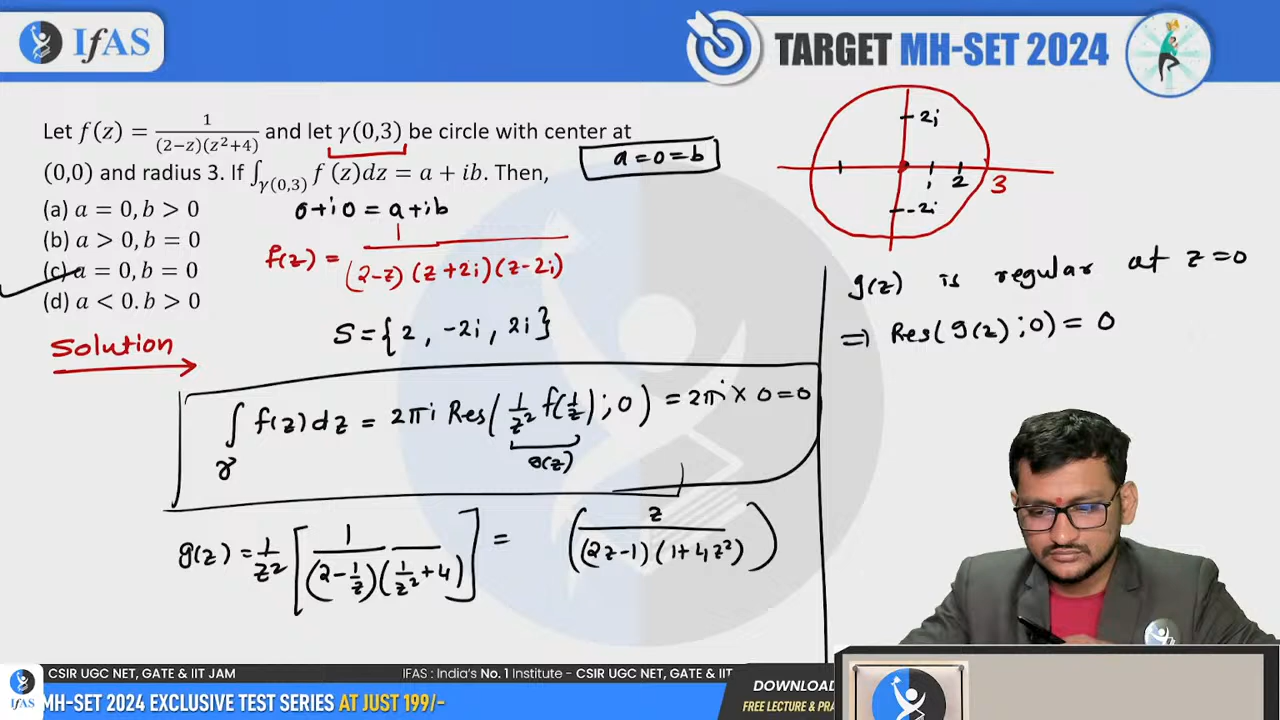 IfAS
TARGET MH-SET 2024
Let f(z) = 1/((2−z)(z²+4)) and let γ(0,3) be circle with center at
(0,0) and radius 3. If ∫_γ(0,3) f(z)dz = a + ib. Then,
(a) a = 0, b > 0
(b) a > 0, b = 0
(c) a = 0, b = 0
(d) a < 0. b > 0
a = 0 = b
0 + i0 = a + ib
f(z) = 1/((2−z)(z+2i)(z−2i))
S = {2, −2i, 2i}
Solution
∫_γ f(z)dz = 2πi Res(1/z² f(1/z); 0) = 2πi × 0 = 0
g(z)
g(z) = 1/z² [1/((2−1/z)(1/z²+4))] = (z/((2z−1)(1+4z²)))
2i
1 2 3
−2i
g(z) is regular at z=0
⇒ Res(g(z); 0) = 0
CSIR UGC NET, GATE & IIT JAM
IFAS : India's No. 1 Institute - CSIR UGC NET, GATE & IIT
IFAS
MH-SET 2024 EXCLUSIVE TEST SERIES AT JUST 199/-
DOWNLOAD
FREE LECTURE & PRA